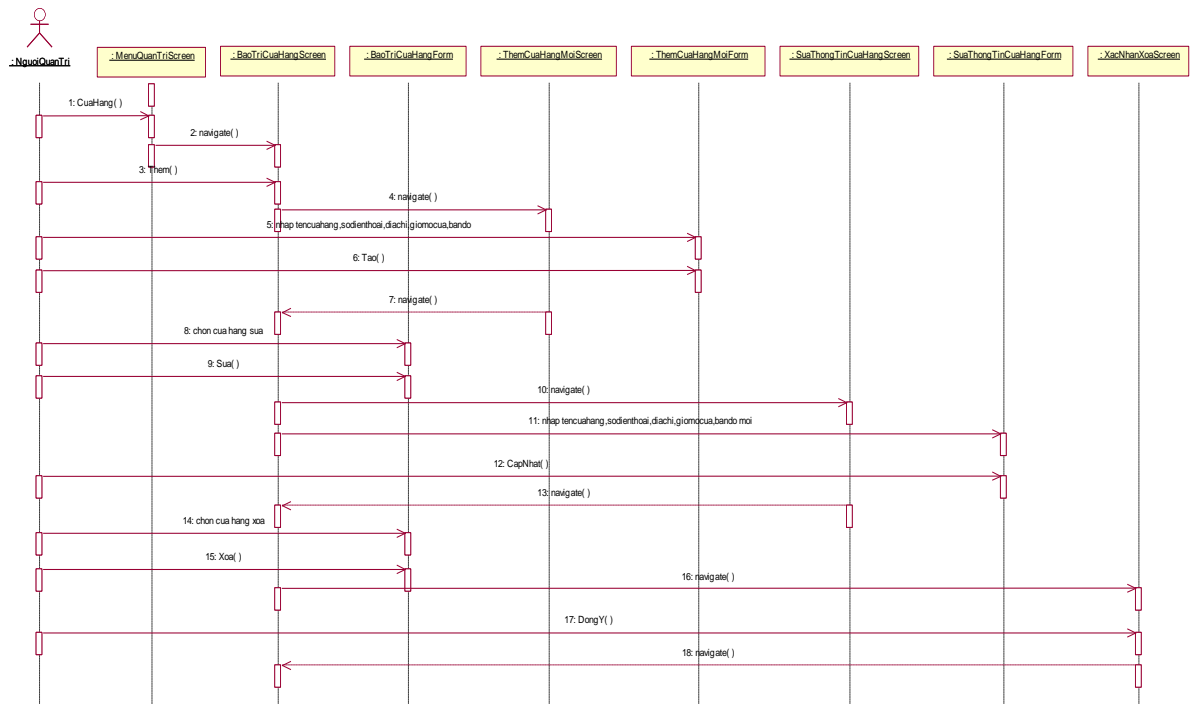 : NguoiQuanTri
: MenuQuanTriScreen
: BaoTriCuaHangScreen
: BaoTriCuaHangForm
: ThemCuaHangMoiScreen
: ThemCuaHangMoiForm
: SuaThongTinCuaHangScreen
: SuaThongTinCuaHangForm
: XacNhanXoaScreen
1: CuaHang( )
2: navigate( )
3: Them( )
4: navigate( )
5: nhap tencuahang,sodienthoai,diachi,giomocua,bando
6: Tao( )
7: navigate( )
8: chon cua hang sua
9: Sua( )
10: navigate( )
11: nhap tencuahang,sodienthoai,diachi,giomocua,bando moi
12: CapNhat( )
13: navigate( )
14: chon cua hang xoa
15: Xoa( )
16: navigate( )
17: DongY( )
18: navigate( )